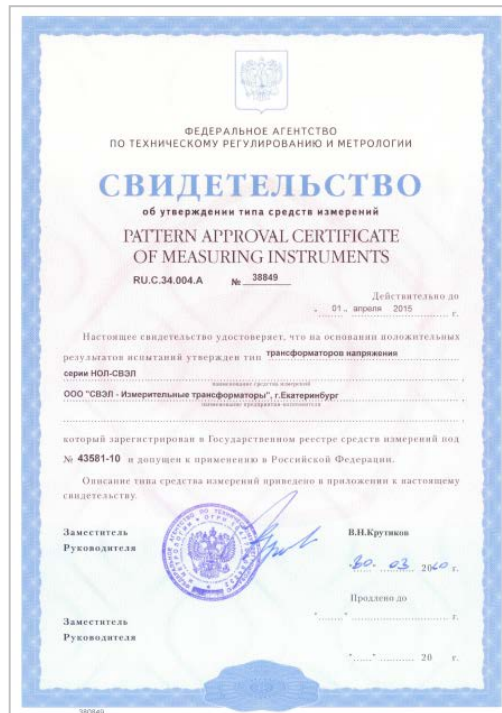 ФЕДЕРАЛЬНОЕ АГЕНТСТВО
ПО ТЕХНИЧЕСКОМУ РЕГУЛИРОВАНИЮ И МЕТРОЛОГИИ
СВИДЕТЕЛЬСТВО
об утверждении типа средств измерений
PATTERN APPROVAL CERTIFICATE
OF MEASURING INSTRUMENTS
RU.C.34.004.A № 38849
Действительно до
" 01 " апреля 2015 г.
Настоящее свидетельство удостоверяет, что на основании положительных
результатов испытаний утвержден тип трансформаторов напряжения
серии НОЛ-СВЭЛ
наименование средства измерений
ООО "СВЭЛ - Измерительные трансформаторы", г.Екатеринбург
наименование предприятия-изготовителя
который зарегистрирован в Государственном реестре средств измерений под
№ 43581-10 и допущен к применению в Российской Федерации.
Описание типа средства измерений приведено в приложении к настоящему
свидетельству.
Заместитель
Руководителя
В.Н.Крутиков
30. 03 2010 г.
Продлено до
"......" ............ г.
Заместитель
Руководителя
"......" ............ 20 г.
380849